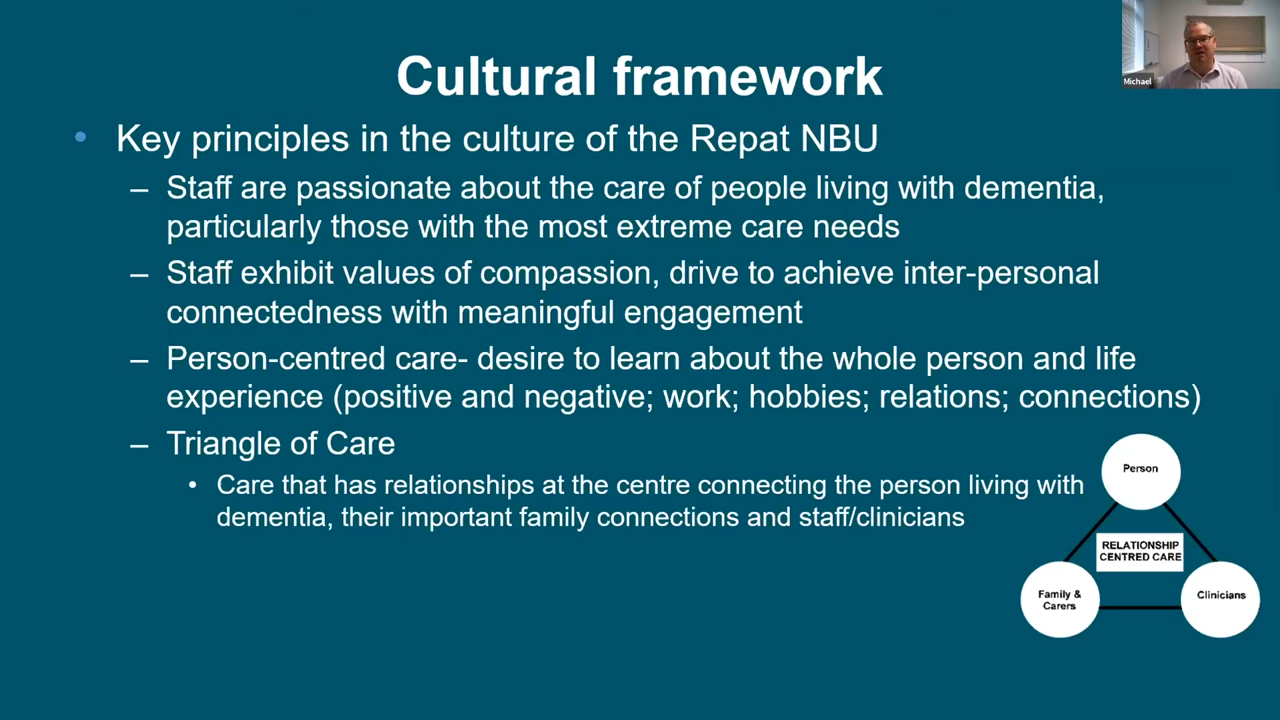 Cultural framework
Michael
• Key principles in the culture of the Repat NBU
– Staff are passionate about the care of people living with dementia,
particularly those with the most extreme care needs
– Staff exhibit values of compassion, drive to achieve inter-personal
connectedness with meaningful engagement
– Person-centred care- desire to learn about the whole person and life
experience (positive and negative; work; hobbies; relations; connections)
– Triangle of Care
• Care that has relationships at the centre connecting the person living with
dementia, their important family connections and staff/clinicians
Person
RELATIONSHIP
CENTRED CARE
Family &
Carers
Clinicians